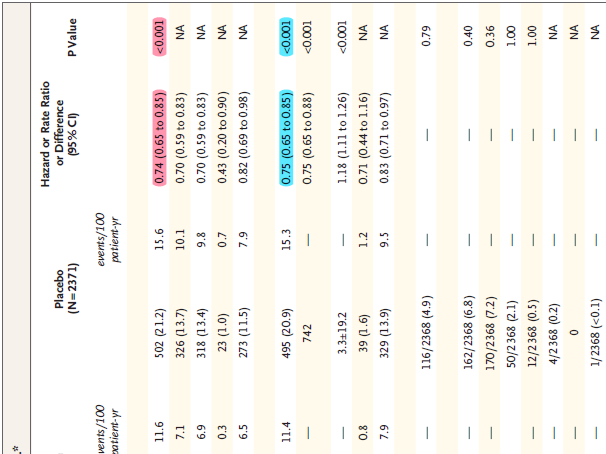 *
Placebo
(N=2371)
Hazard or Rate Ratio
or Difference
(95% CI)
P Value
vents/100
patient-yr
events/100
patient-yr
11.6 502 (21.2) 15.6 0.74 (0.65 to 0.85) <0.001
7.1 326 (13.7) 10.1 0.70 (0.59 to 0.83) NA
6.9 318 (13.4) 9.8 0.70 (0.59 to 0.83) NA
0.3 23 (1.0) 0.7 0.43 (0.20 to 0.90) NA
6.5 273 (11.5) 7.9 0.82 (0.69 to 0.98) NA
11.4 495 (20.9) 15.3 0.75 (0.65 to 0.85) <0.001
— 742 — 0.75 (0.65 to 0.88) <0.001
— 3.3±19.2 — 1.18 (1.11 to 1.26) <0.001
0.8 39 (1.6) 1.2 0.71 (0.44 to 1.16) NA
7.9 329 (13.9) 9.5 0.83 (0.71 to 0.97) NA
— 116/2368 (4.9) — — 0.79
— 162/2368 (6.8) — — 0.40
— 170/2368 (7.2) — — 0.36
— 50/2368 (2.1) — — 1.00
— 12/2368 (0.5) — — 1.00
— 4/2368 (0.2) — — NA
— 0 — — NA
— 1/2368 (<0.1) — — NA